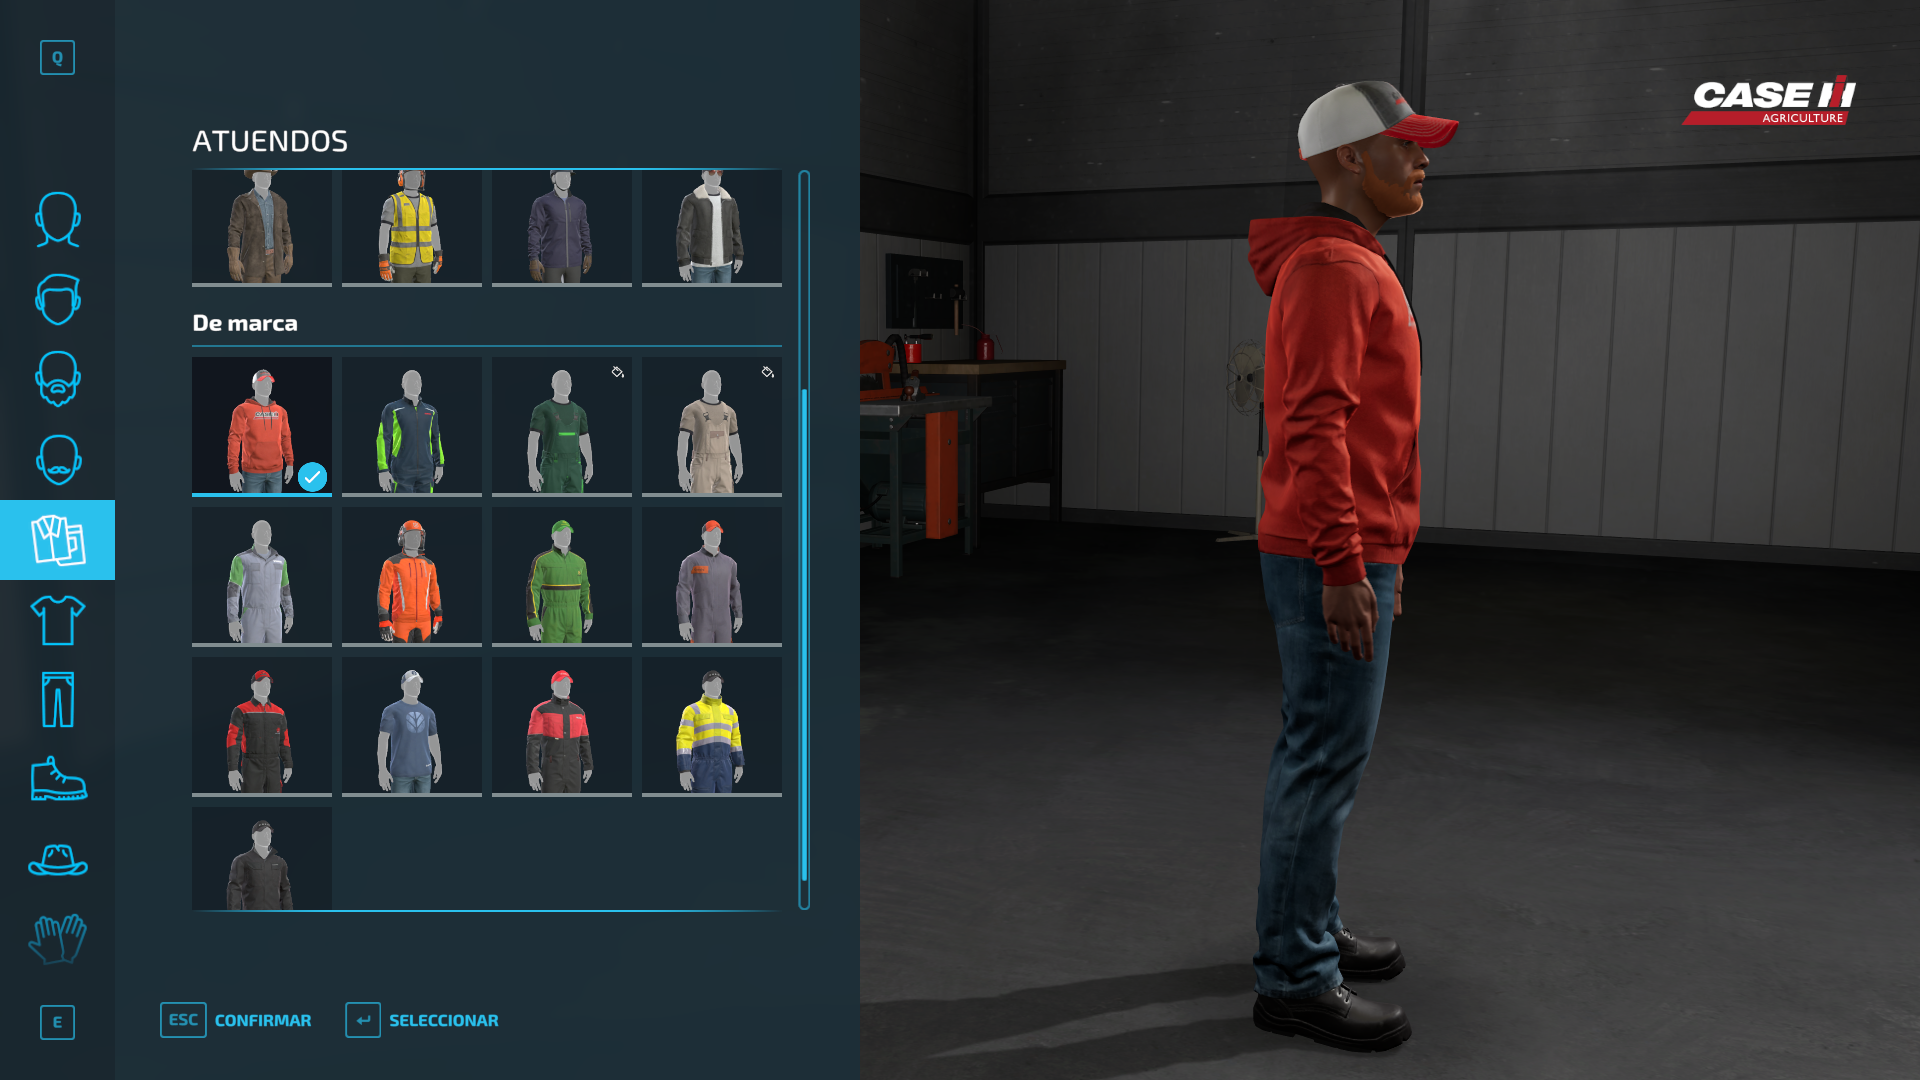 Q
ATUENDOS
De marca
ESC CONFIRMAR
SELECCIONAR
E
CASE IH
AGRICULTURE